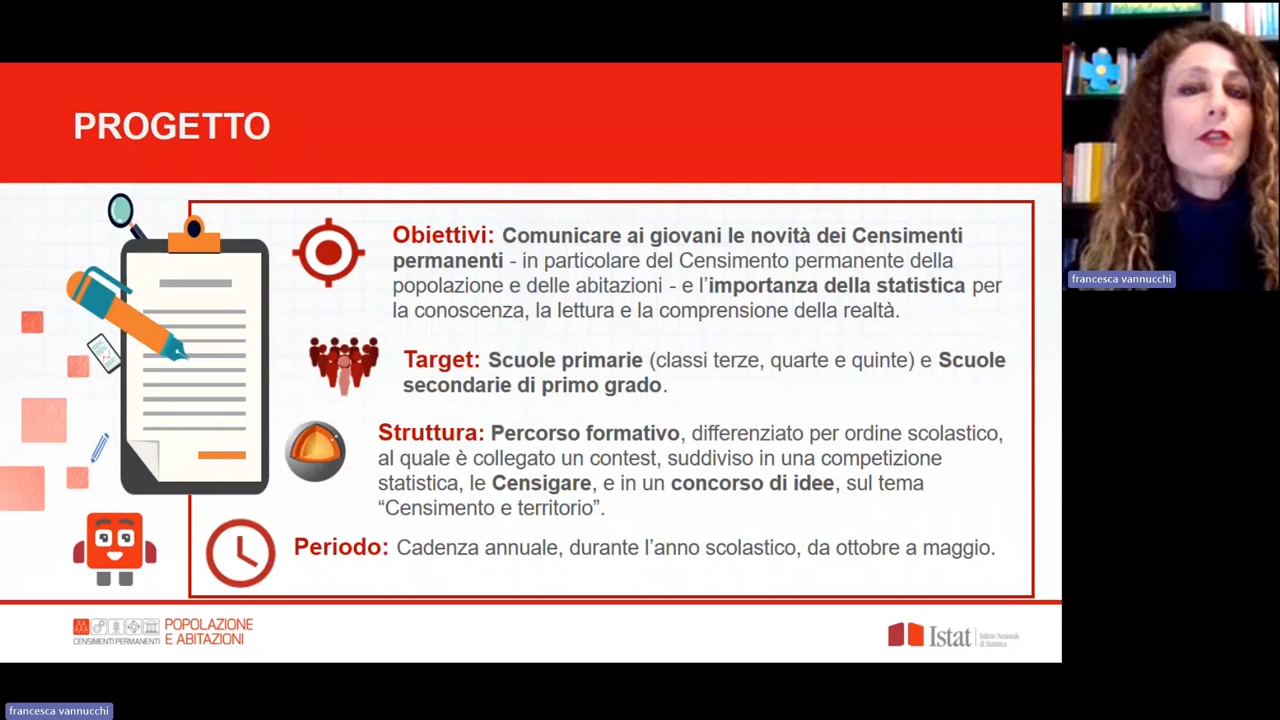 PROGETTO
francesca vannucchi
Obiettivi: Comunicare ai giovani le novità dei Censimenti
permanenti - in particolare del Censimento permanente della
popolazione e delle abitazioni - e l’importanza della statistica per
la conoscenza, la lettura e la comprensione della realtà.
Target: Scuole primarie (classi terze, quarte e quinte) e Scuole
secondarie di primo grado.
Struttura: Percorso formativo, differenziato per ordine scolastico,
al quale è collegato un contest, suddiviso in una competizione
statistica, le Censigare, e in un concorso di idee, sul tema
“Censimento e territorio”.
Periodo: Cadenza annuale, durante l’anno scolastico, da ottobre a maggio.
CENSIMENTI PERMANENTI
POPOLAZIONE
E ABITAZIONI
Istat
Istituto Nazionale
di Statistica
francesca vannucchi